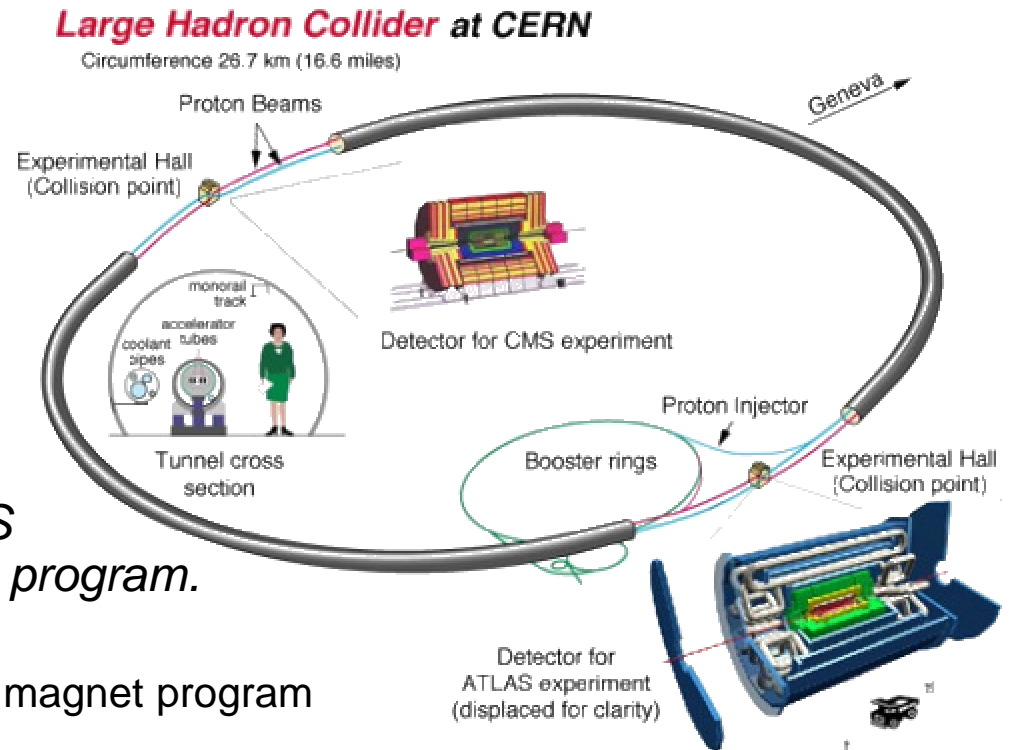 Large Hadron Collider at CERN
Circumference 26.7 km (16.6 miles)
Geneva
Proton Beams
Experimental Hall
(Collision point)
monorail
track
accelerator
tubes
coolant
pipes
Detector for CMS experiment
Tunnel cross
section
Proton Injector
Booster rings
Experimental Hall
(Collision point)
S
program.
Detector for
ATLAS experiment
(displaced for clarity)
magnet program